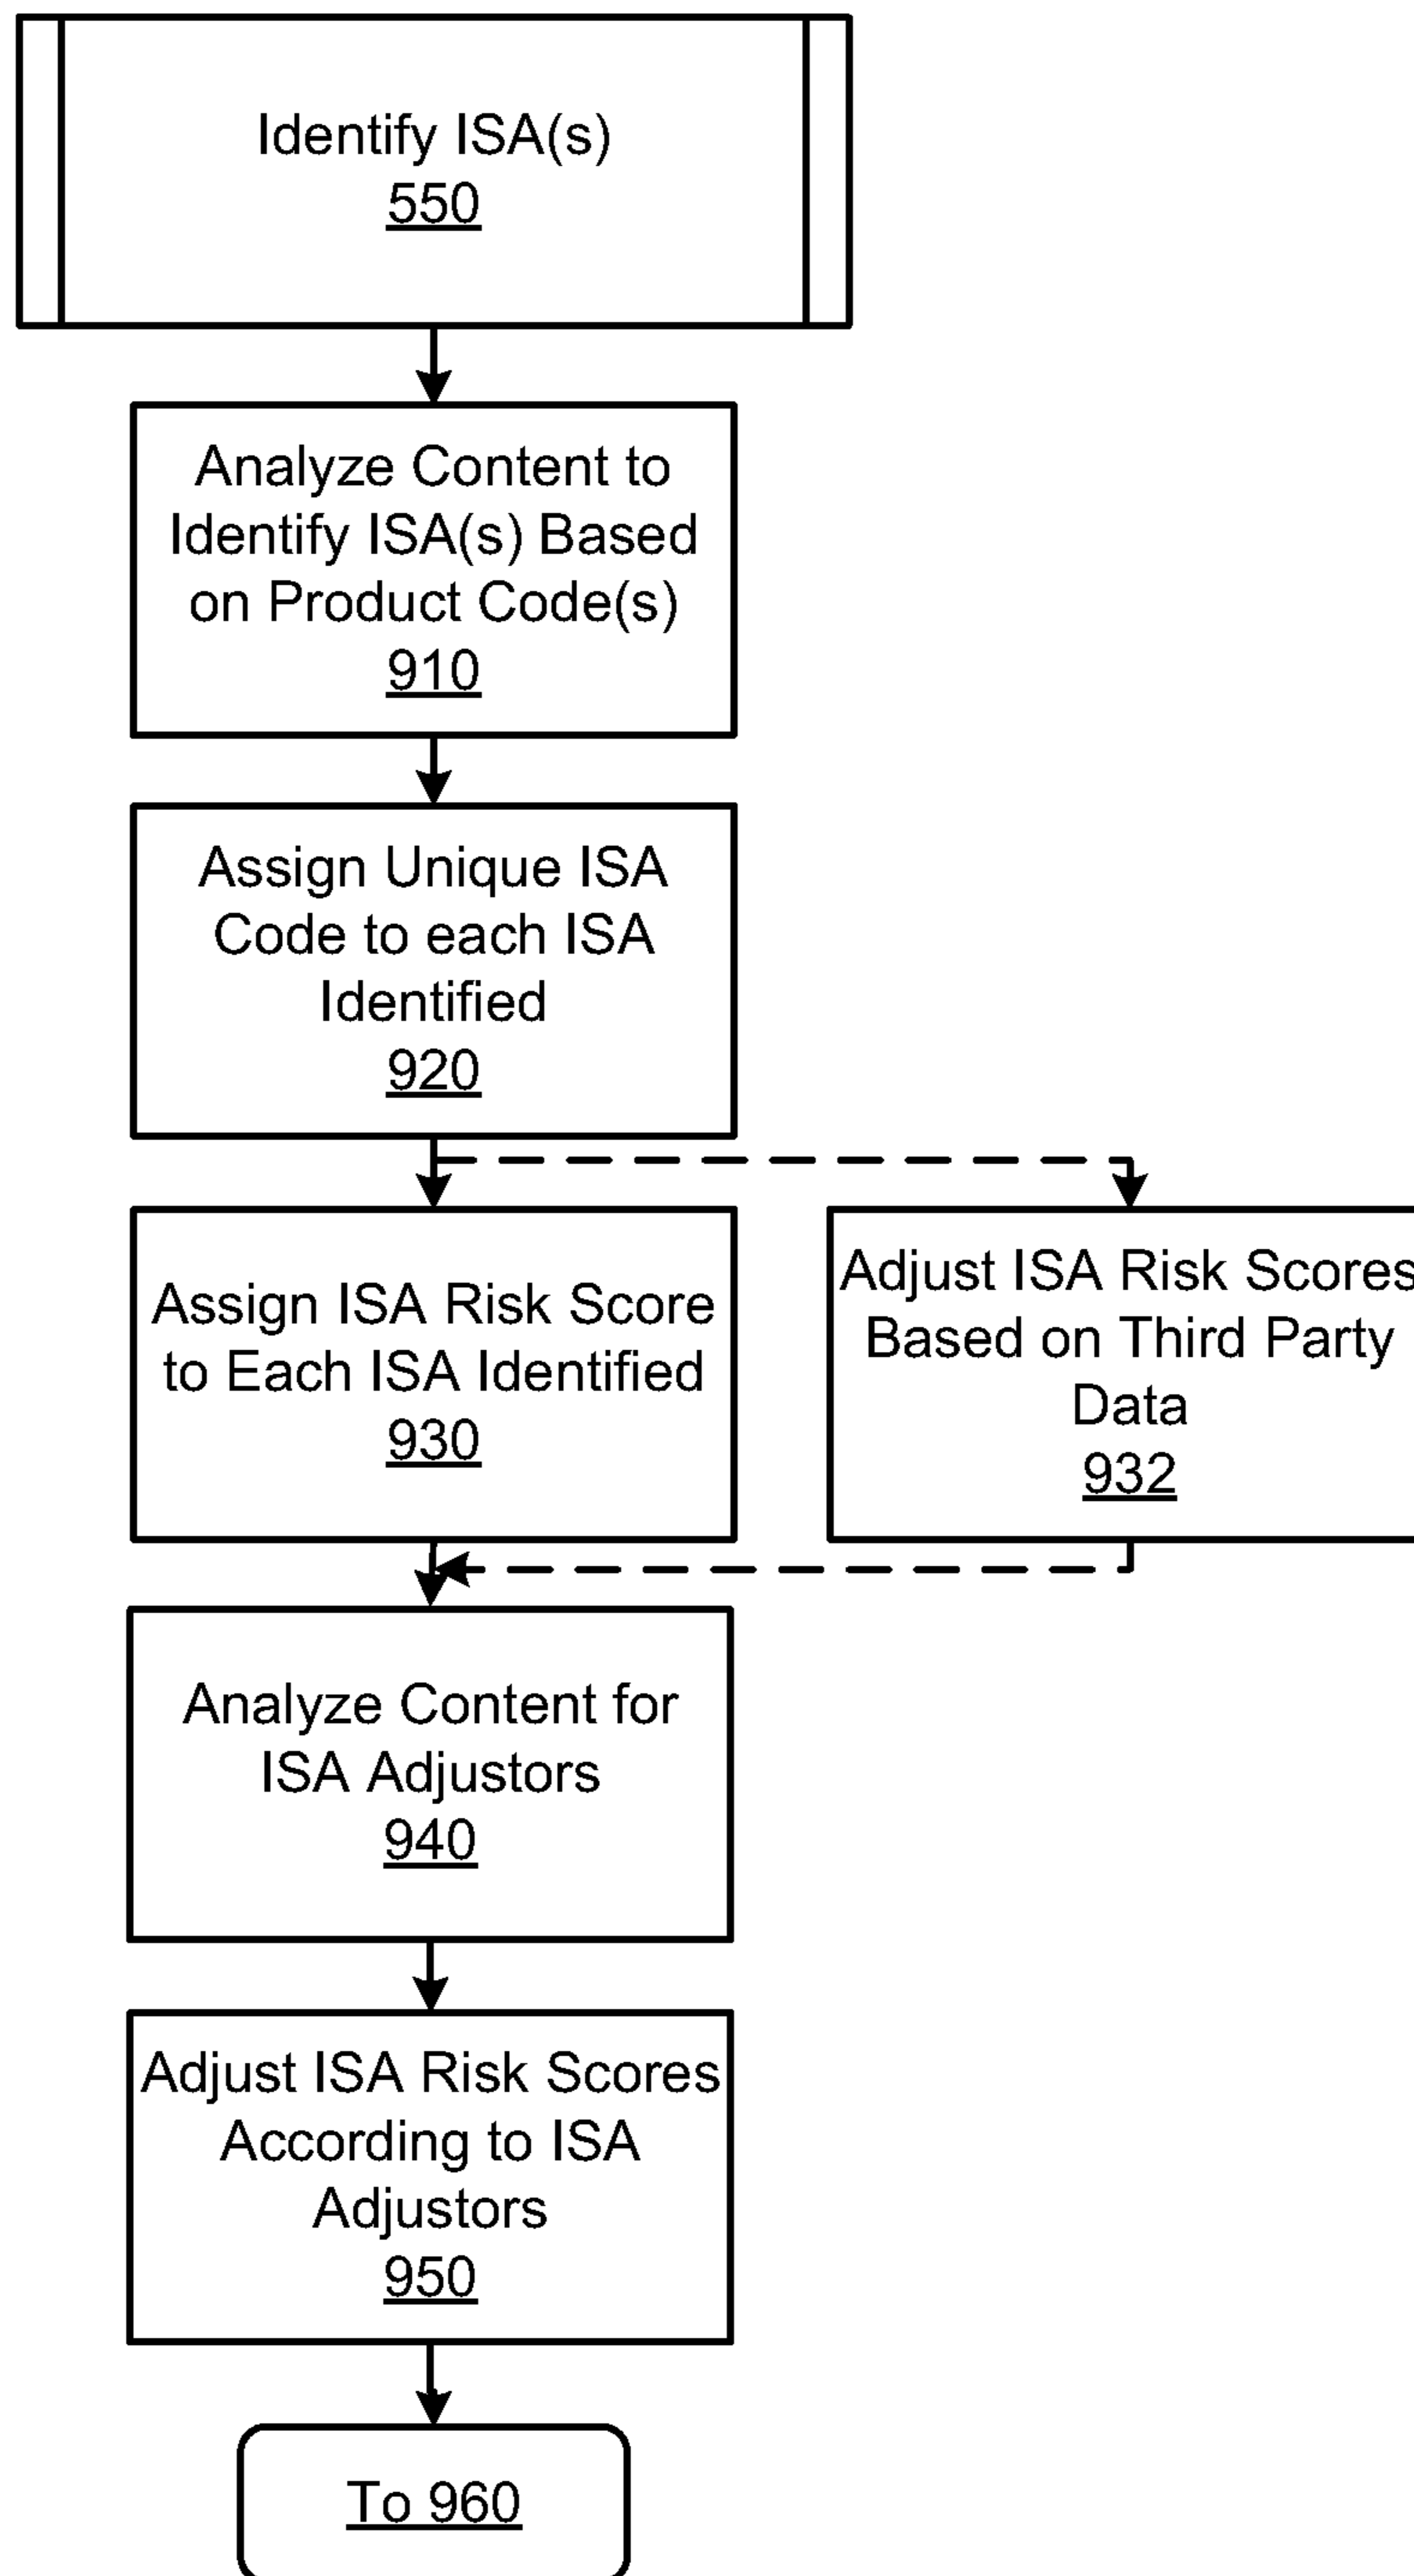 Identify ISA(s)
550
Analyze Content to
Identify ISA(s) Based
on Product Code(s)
910
Assign Unique ISA
Code to each ISA
Identified
920
Assign ISA Risk Score
to Each ISA Identified
930
Adjust ISA Risk Scores
Based on Third Party
Data
932
Analyze Content for
ISA Adjustors
940
Adjust ISA Risk Scores
According to ISA
Adjustors
950
To 960